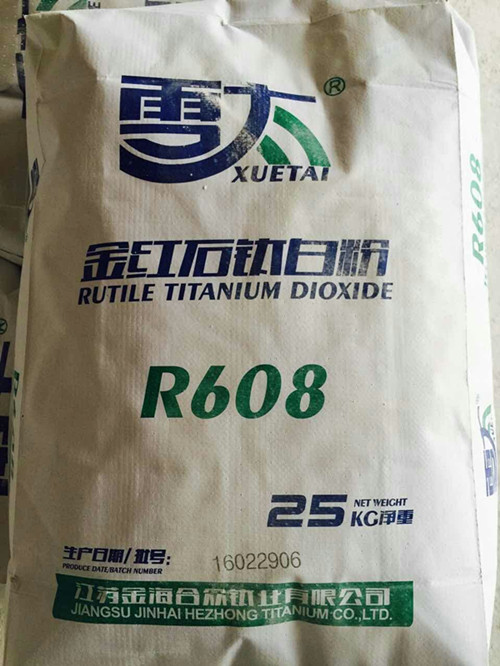 雪太®
XUETAI
金红石钛白粉
RUTILE TITANIUM DIOXIDE
R608
25 NET WEIGHT
KG净重
生产日期/批号:
PRODUCE DATE/BATCH NUMBER
16022906
江苏金海合众钛业有限公司
JIANGSU JINHAI HEZHONG TITANIUM CO.,LTD.
R608